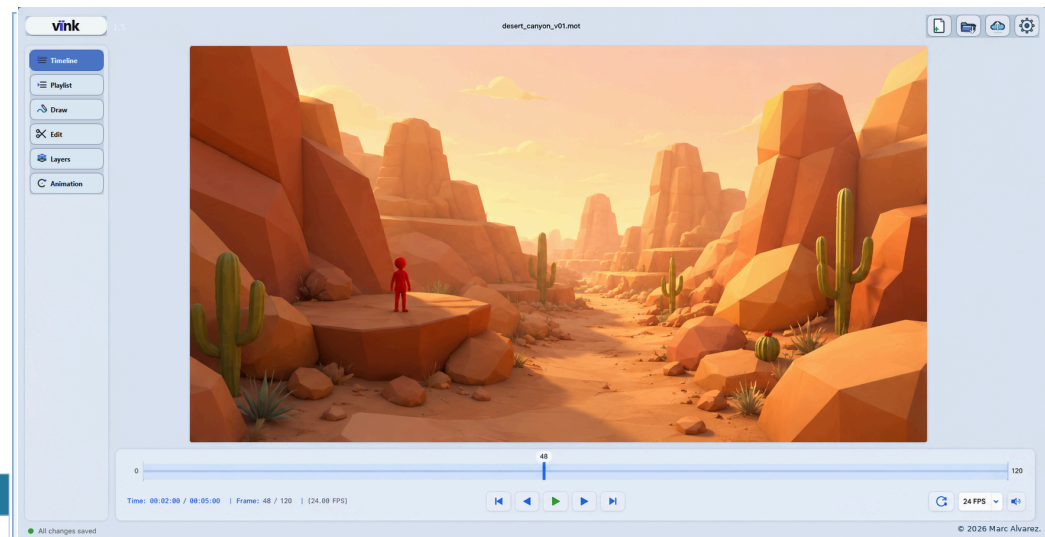 vïnk
desert_canyon_v01.mot
Timeline
Playlist
Draw
Edit
Layers
Animation
48
0
120
Time: 00:02:00 / 00:05:00 | Frame: 48 / 120 | (24.00 FPS)
24 FPS
All changes saved
© 2026 Marc Alvarez.